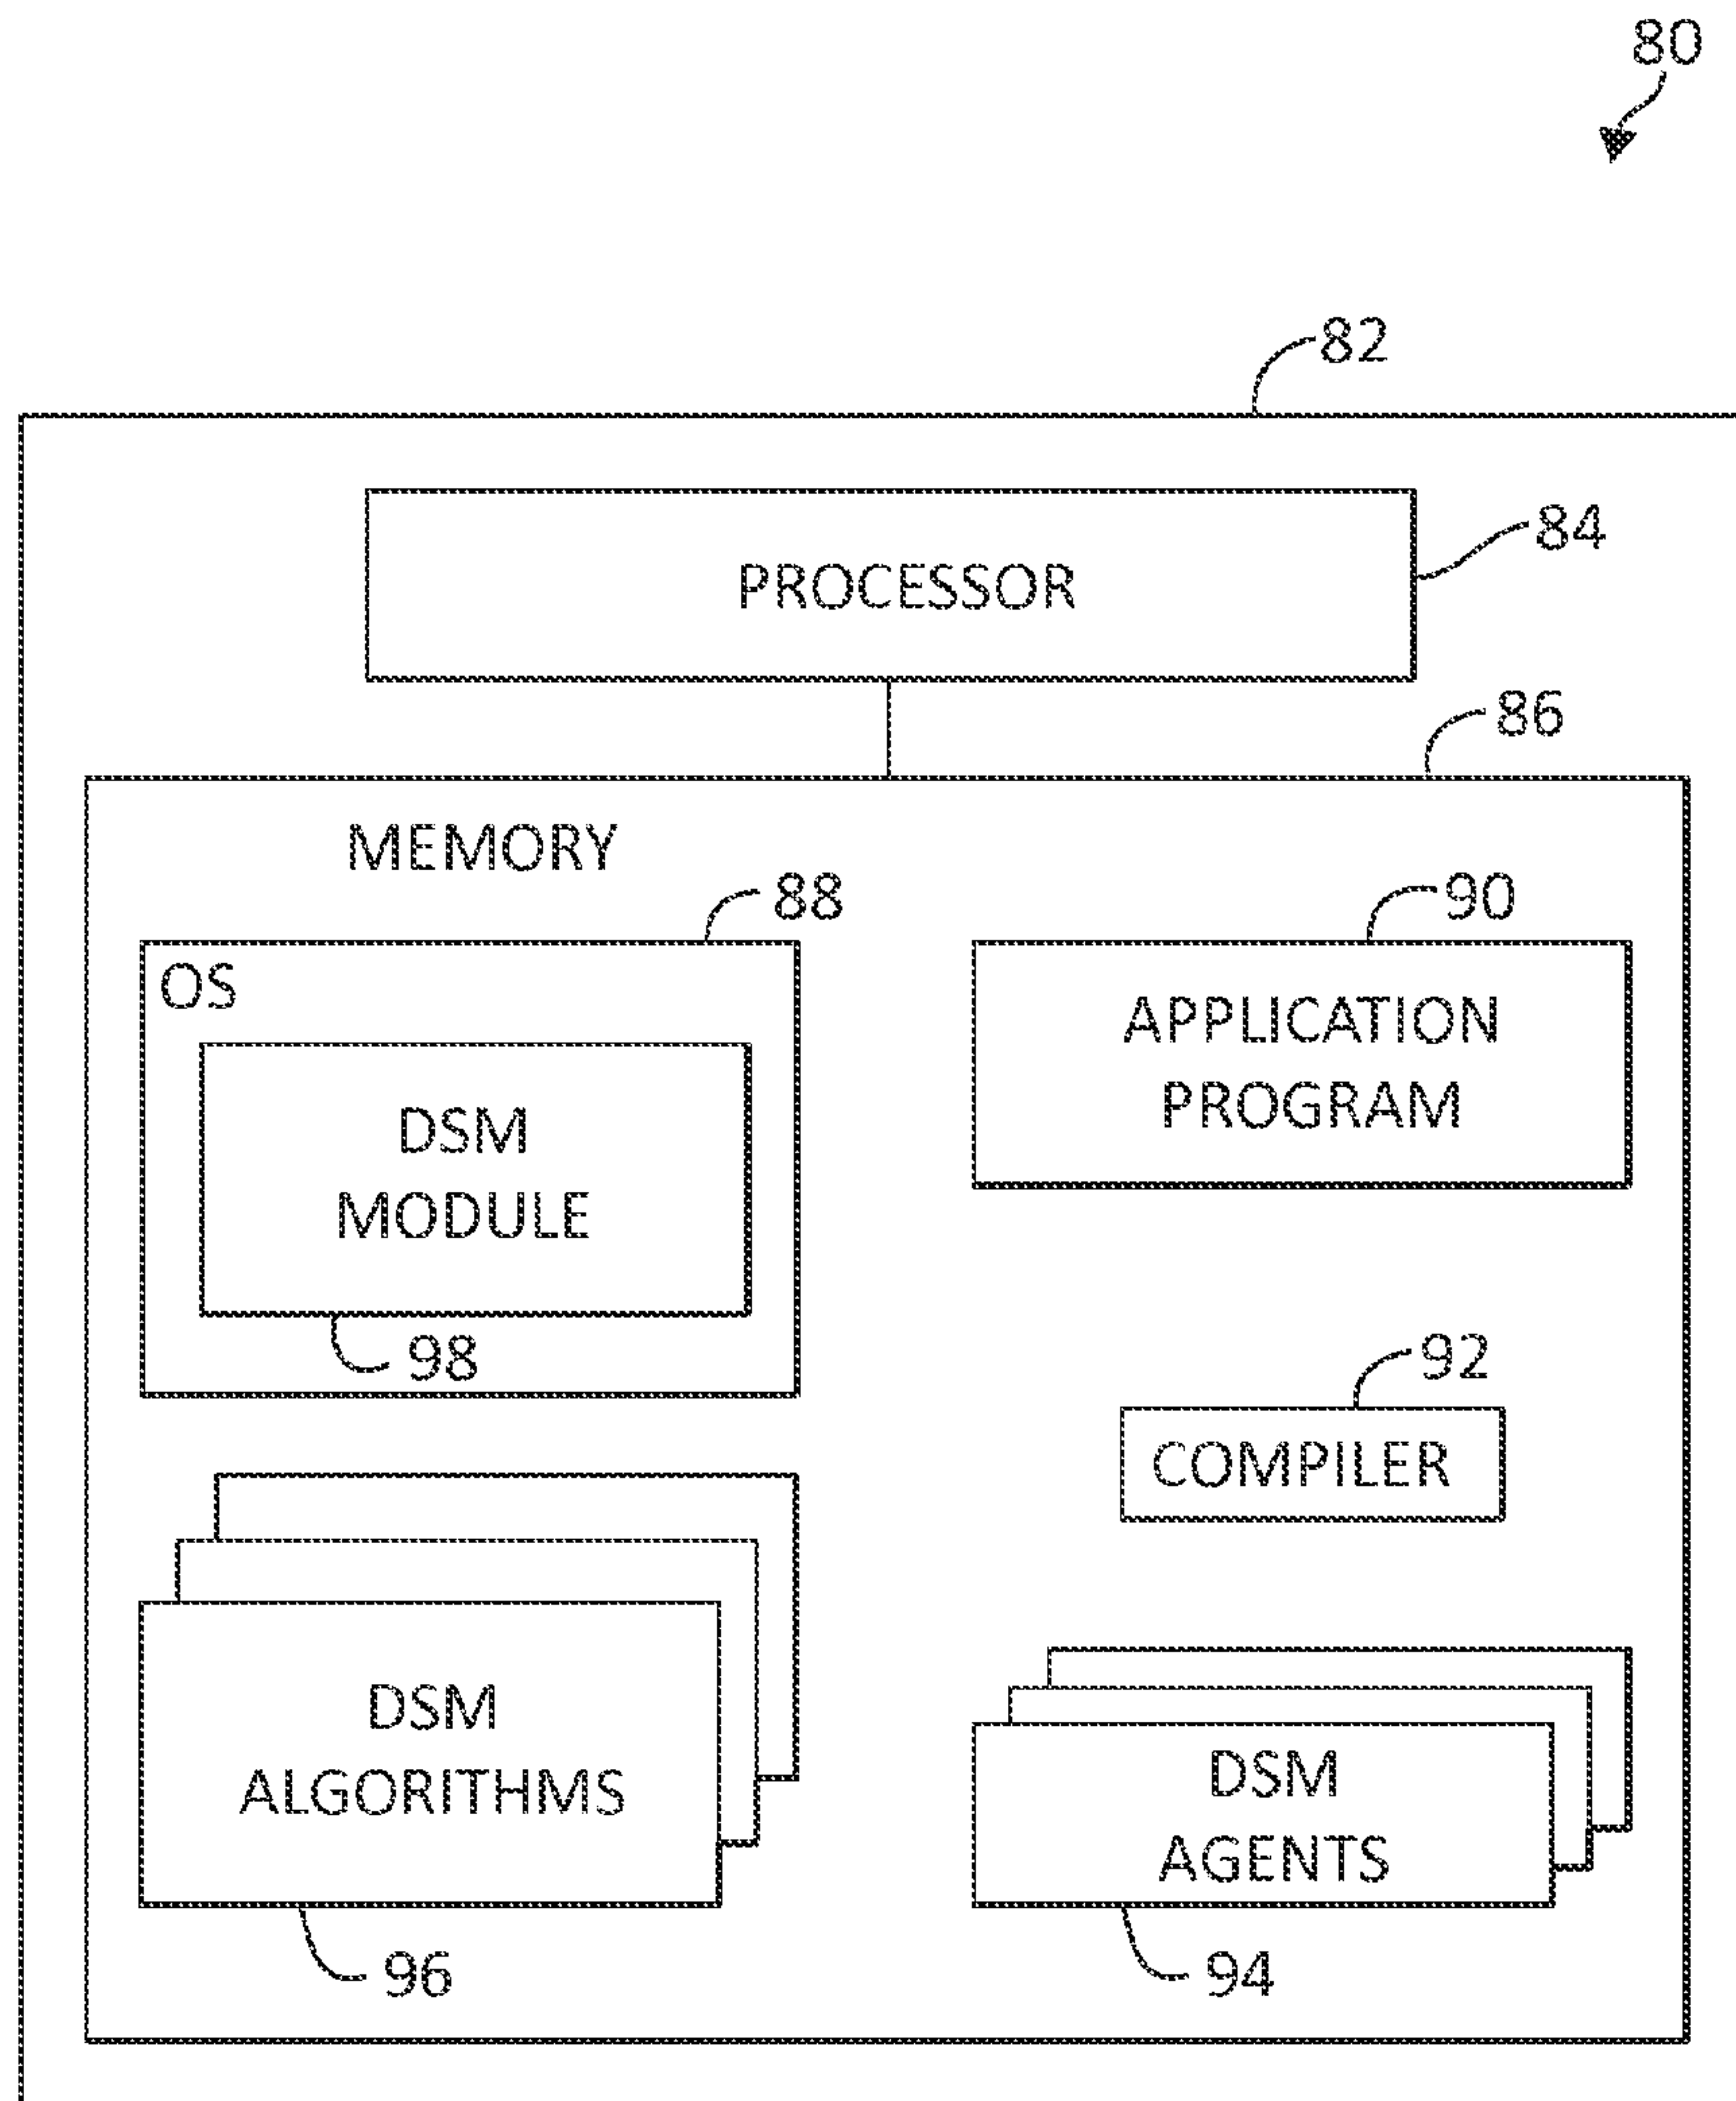 80
82
PROCESSOR
84
86
MEMORY
88
90
OS
APPLICATION
PROGRAM
DSM
MODULE
98
92
COMPILER
DSM
ALGORITHMS
DSM
AGENTS
96
94